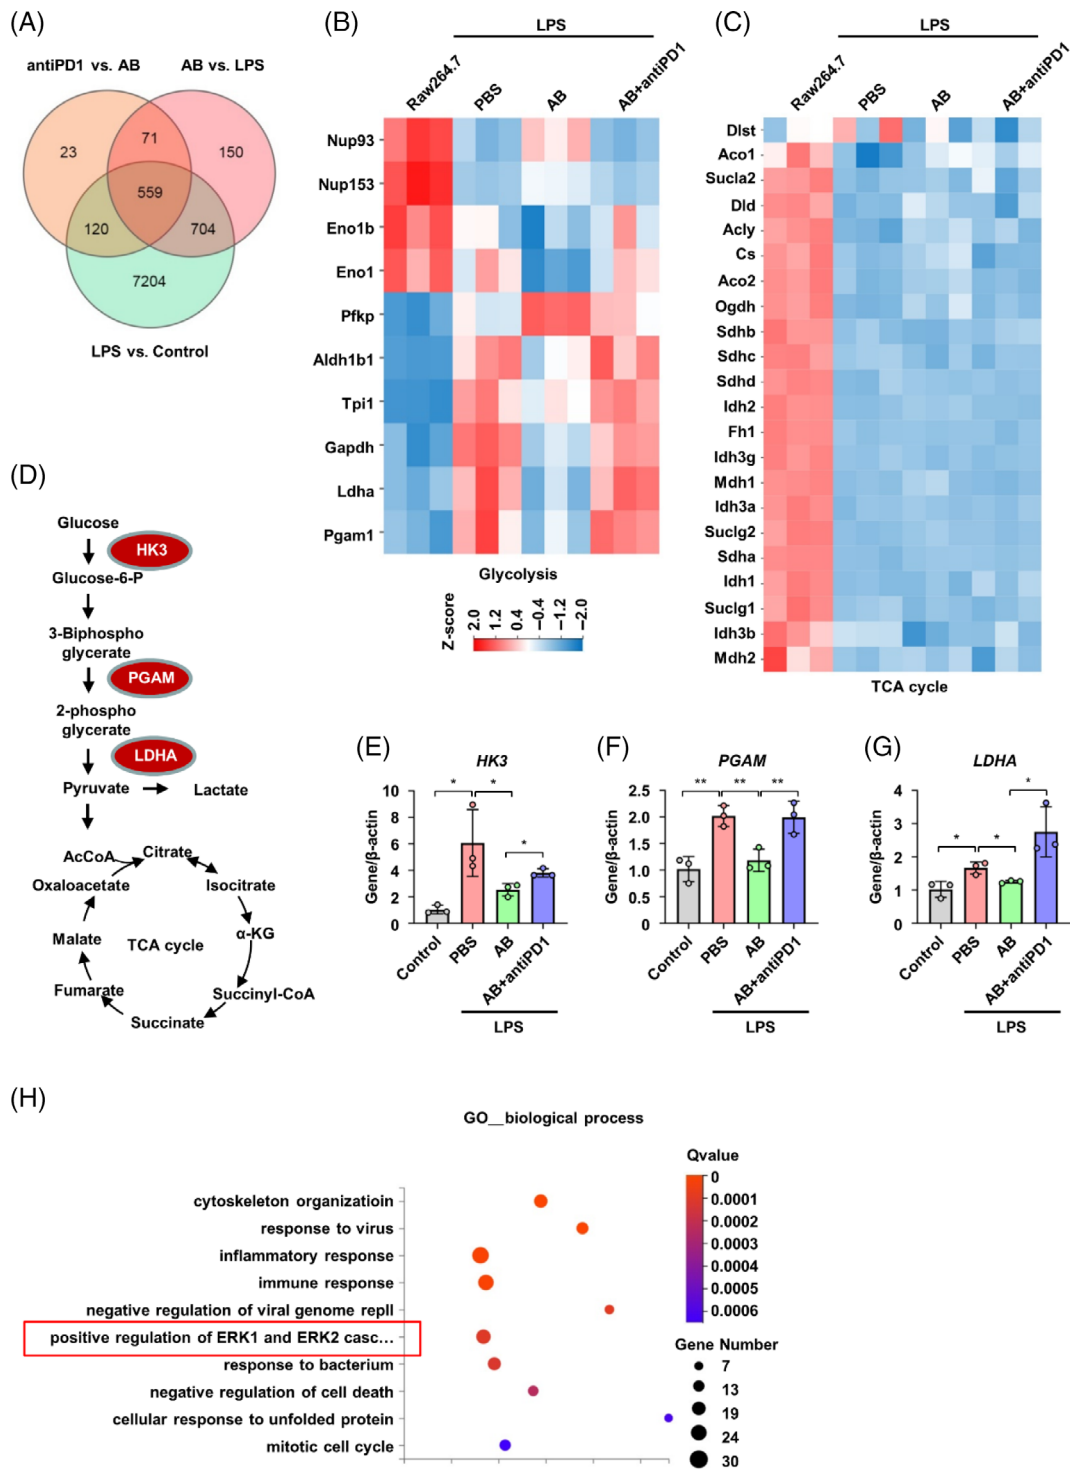 (A)
antiPD1 vs. AB
AB vs. LPS
23
71
150
559
120
704
7204
LPS vs. Control
(B)
LPS
Raw264.7
PBS
AB
AB+antiPD1
Nup93
Nup153
Eno1b
Eno1
Pfkp
Aldh1b1
Tpi1
Gapdh
Ldha
Pgam1
Glycolysis
Z-score
2.0
1.2
0.4
−0.4
−1.2
−2.0
(C)
LPS
Raw264.7
PBS
AB
AB+antiPD1
Dlst
Aco1
Sucla2
Dld
Acly
Cs
Aco2
Ogdh
Sdhb
Sdhc
Sdhd
Idh2
Fh1
Idh3g
Mdh1
Idh3a
Suclg2
Sdha
Idh1
Suclg1
Idh3b
Mdh2
TCA cycle
(D)
Glucose
HK3
Glucose-6-P
3-Biphospho
glycerate
PGAM
2-phospho
glycerate
LDHA
Pyruvate
Lactate
AcCoA
Citrate
Oxaloacetate
Isocitrate
Malate
TCA cycle
α-KG
Fumarate
Succinyl-CoA
Succinate
(E)
HK3
Gene/β-actin
10
8
6
4
2
0
*
*
*
Control
PBS
AB
AB+antiPD1
LPS
(F)
PGAM
Gene/β-actin
2.5
2.0
1.5
1.0
0.5
0.0
**
**
**
Control
PBS
AB
AB+antiPD1
LPS
(G)
LDHA
Gene/β-actin
4
3
2
1
0
*
*
*
Control
PBS
AB
AB+antiPD1
LPS
(H)
GO__biological process
cytoskeleton organizatioin
response to virus
inflammatory response
immune response
negative regulation of viral genome repll
positive regulation of ERK1 and ERK2 casc...
response to bacterium
negative regulation of cell death
cellular response to unfolded protein
mitotic cell cycle
Qvalue
0
0.0001
0.0002
0.0003
0.0004
0.0005
0.0006
Gene Number
7
13
19
24
30